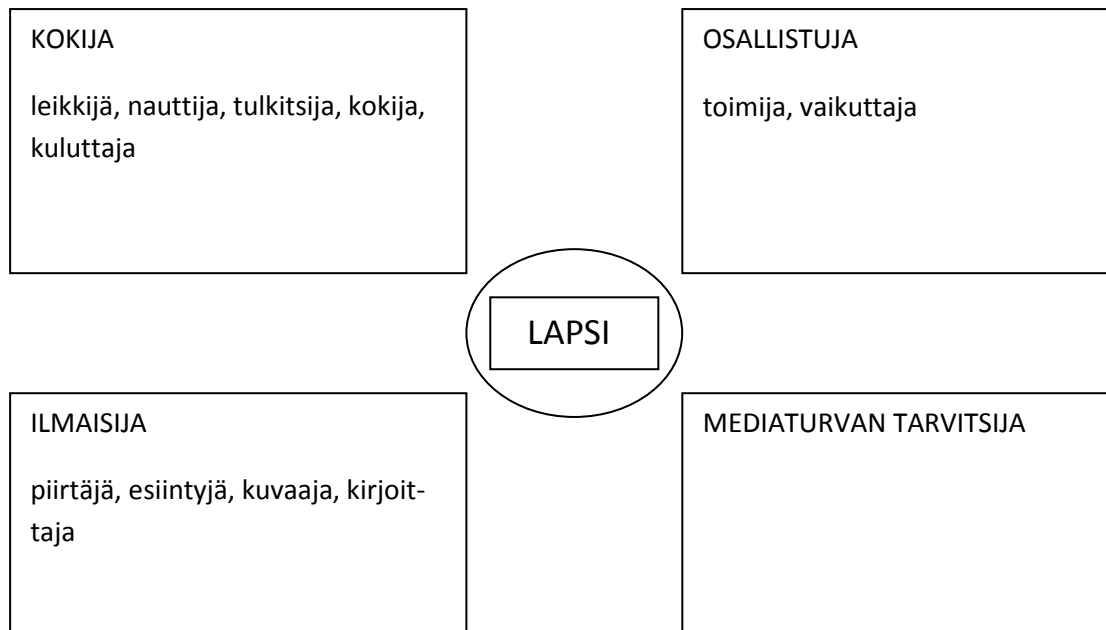 KOKIJA
leikkijä, nauttija, tulkitsija, kokija,
kuluttaja
OSALLISTUJA
toimija, vaikuttaja
LAPSI
ILMAISIJA
piirtäjä, esiintyjä, kuvaaja, kirjoit-
taja
MEDIATURVAN TARVITSIJA